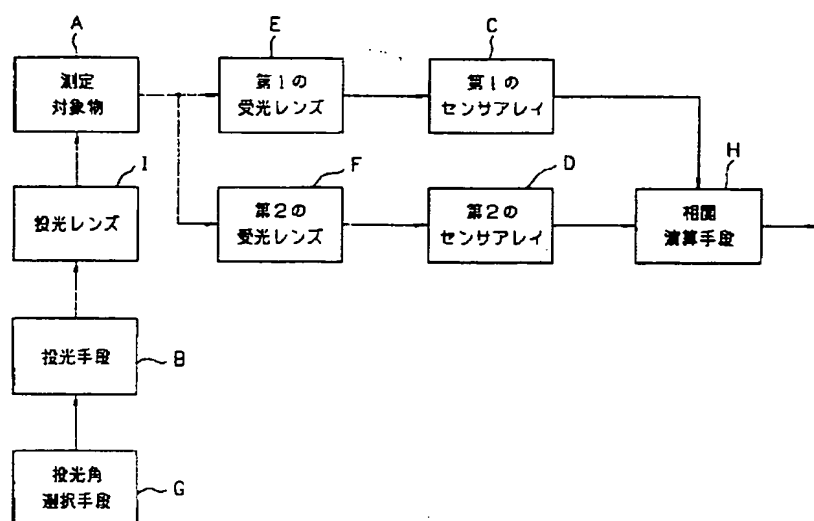 A
E
C
測定
対象物
第1の
受光レンズ
第1の
センサアレイ
I
F
D
H
投光レンズ
第2の
受光レンズ
第2の
センサアレイ
相関
演算手段
投光手段
B
投光角
選択手段
G